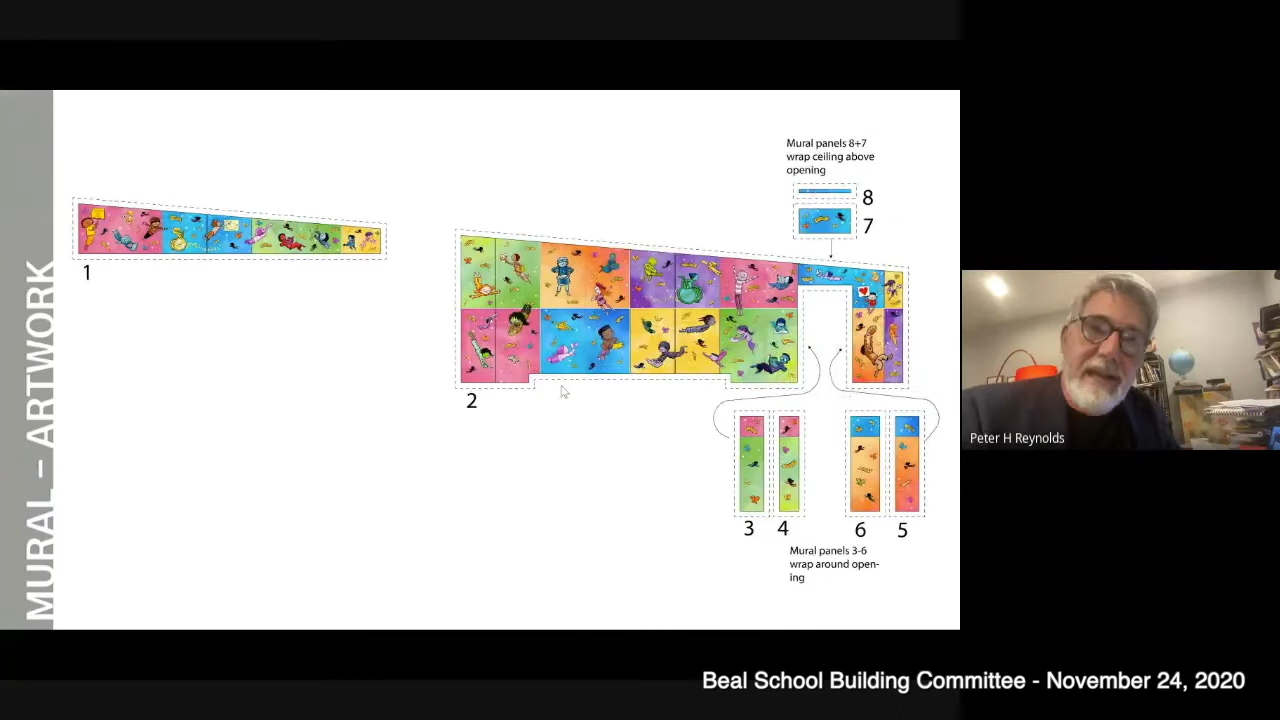 MURAL – ARTWORK
Mural panels 8+7
wrap ceiling above
opening
8
7
1
2
3
4
6
5
Mural panels 3-6
wrap around open-
ing
Peter H Reynolds
Beal School Building Committee - November 24, 2020